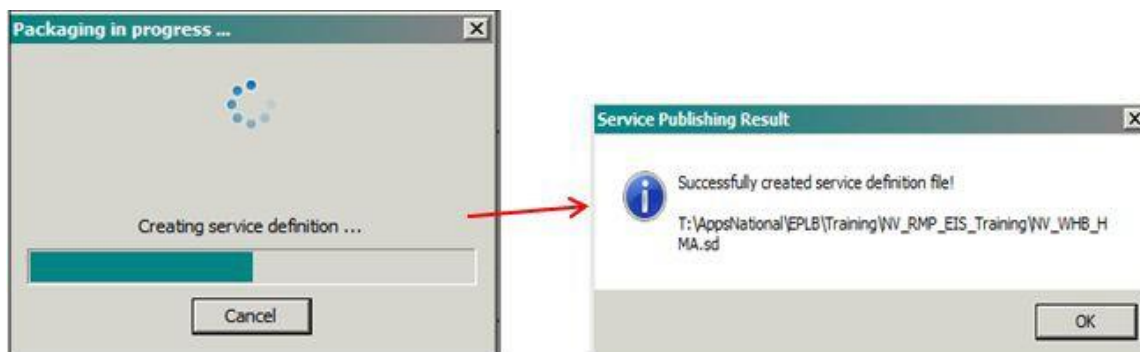 Packaging in progress ...
Creating service definition ...
Cancel
Service Publishing Result
Successfully created service definition file!
T:\AppsNational\EPLB\Training\NV_RMP_EIS_Training\NV_WHB_H
MA.sd
OK